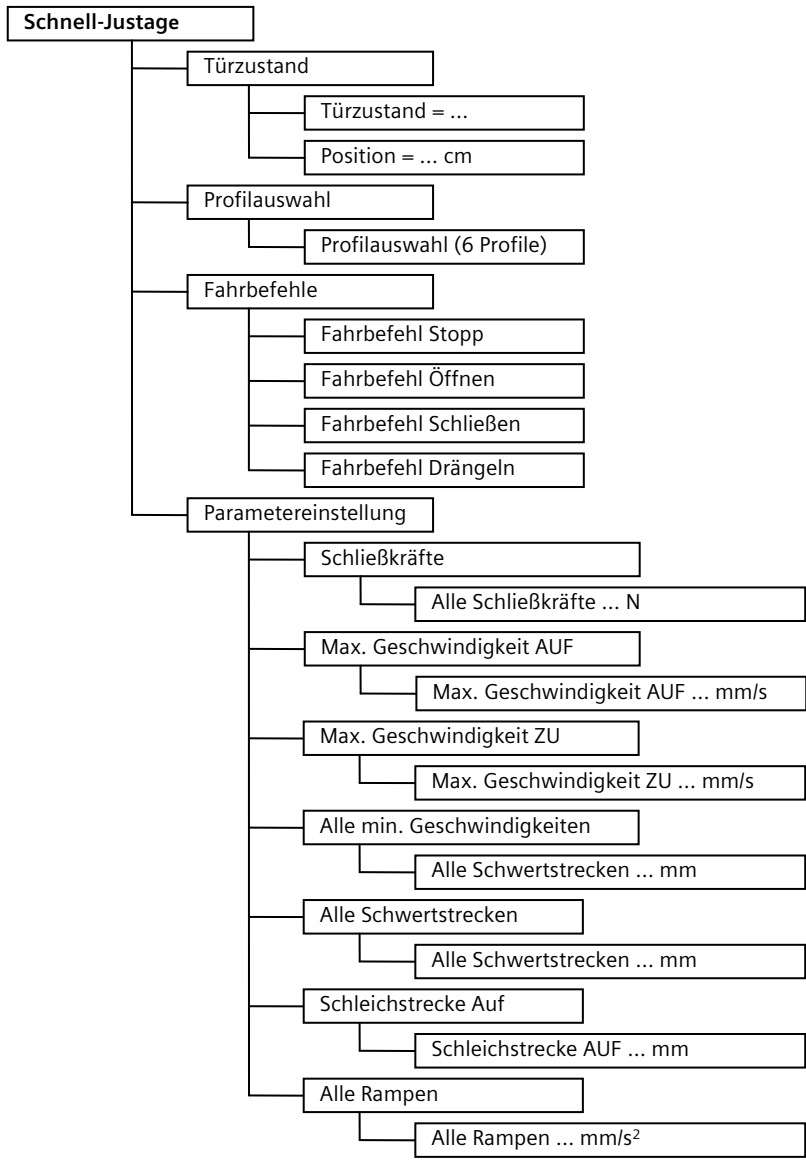 Schnell-Justage
Türzustand
Türzustand = ...
Position = ... cm
Profilauswahl
Profilauswahl (6 Profile)
Fahrbefehle
Fahrbefehl Stopp
Fahrbefehl Öffnen
Fahrbefehl Schließen
Fahrbefehl Drängeln
Parametereinstellung
Schließkräfte
Alle Schließkräfte ... N
Max. Geschwindigkeit AUF
Max. Geschwindigkeit AUF ... mm/s
Max. Geschwindigkeit ZU
Max. Geschwindigkeit ZU ... mm/s
Alle min. Geschwindigkeiten
Alle Schwertstrecken ... mm
Alle Schwertstrecken
Alle Schwertstrecken ... mm
Schleichstrecke Auf
Schleichstrecke AUF ... mm
Alle Rampen
Alle Rampen ... mm/s²